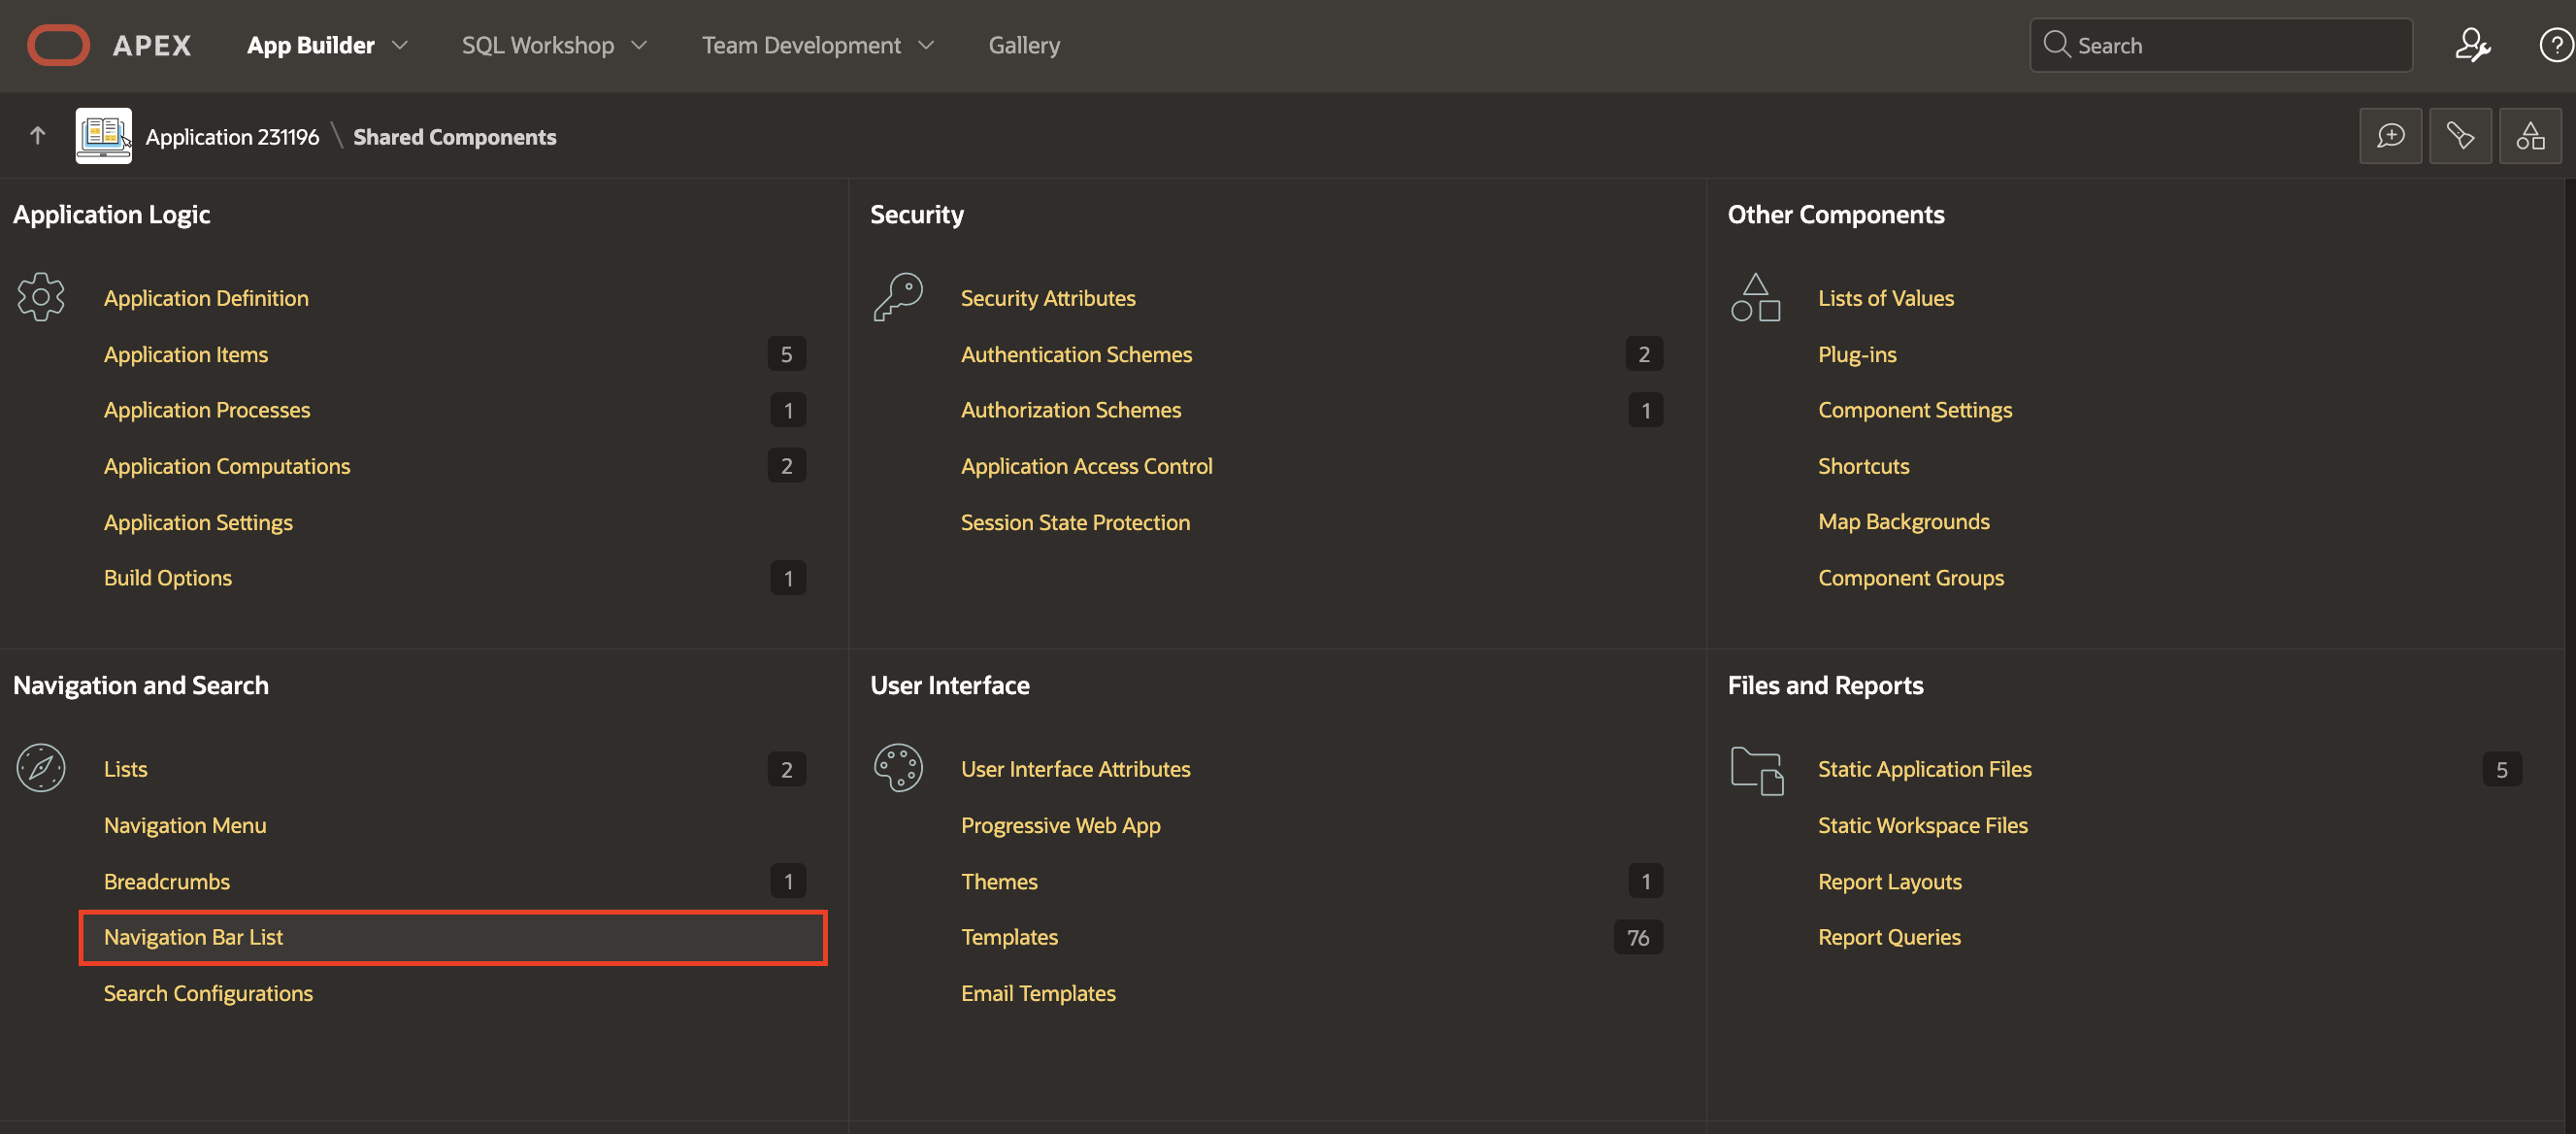 APEX App Builder SQL Workshop Team Development Gallery Search ?
Application 231196 \ Shared Components
Application Logic
Application Definition
Application Items 5
Application Processes 1
Application Computations 2
Application Settings
Build Options 1
Security
Security Attributes
Authentication Schemes 2
Authorization Schemes 1
Application Access Control
Session State Protection
Other Components
Lists of Values
Plug-ins
Component Settings
Shortcuts
Map Backgrounds
Component Groups
Navigation and Search
Lists 2
Navigation Menu
Breadcrumbs 1
Navigation Bar List
Search Configurations
User Interface
User Interface Attributes
Progressive Web App
Themes 1
Templates 76
Email Templates
Files and Reports
Static Application Files 5
Static Workspace Files
Report Layouts
Report Queries